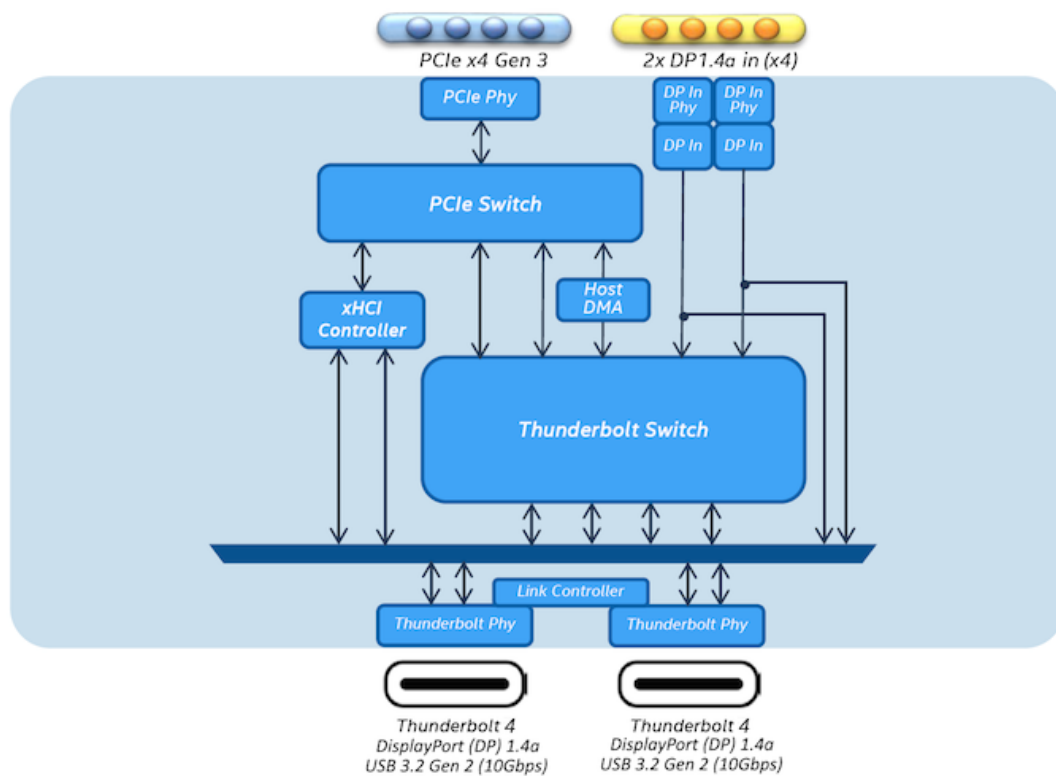 PCIe x4 Gen 3
2x DP1.4a in (x4)
PCIe Phy
DP In
Phy
DP In
Phy
DP In
DP In
PCIe Switch
Host
DMA
xHCI
Controller
Thunderbolt Switch
Link Controller
Thunderbolt Phy
Thunderbolt Phy
Thunderbolt 4
DisplayPort (DP) 1.4a
USB 3.2 Gen 2 (10Gbps)
Thunderbolt 4
DisplayPort (DP) 1.4a
USB 3.2 Gen 2 (10Gbps)